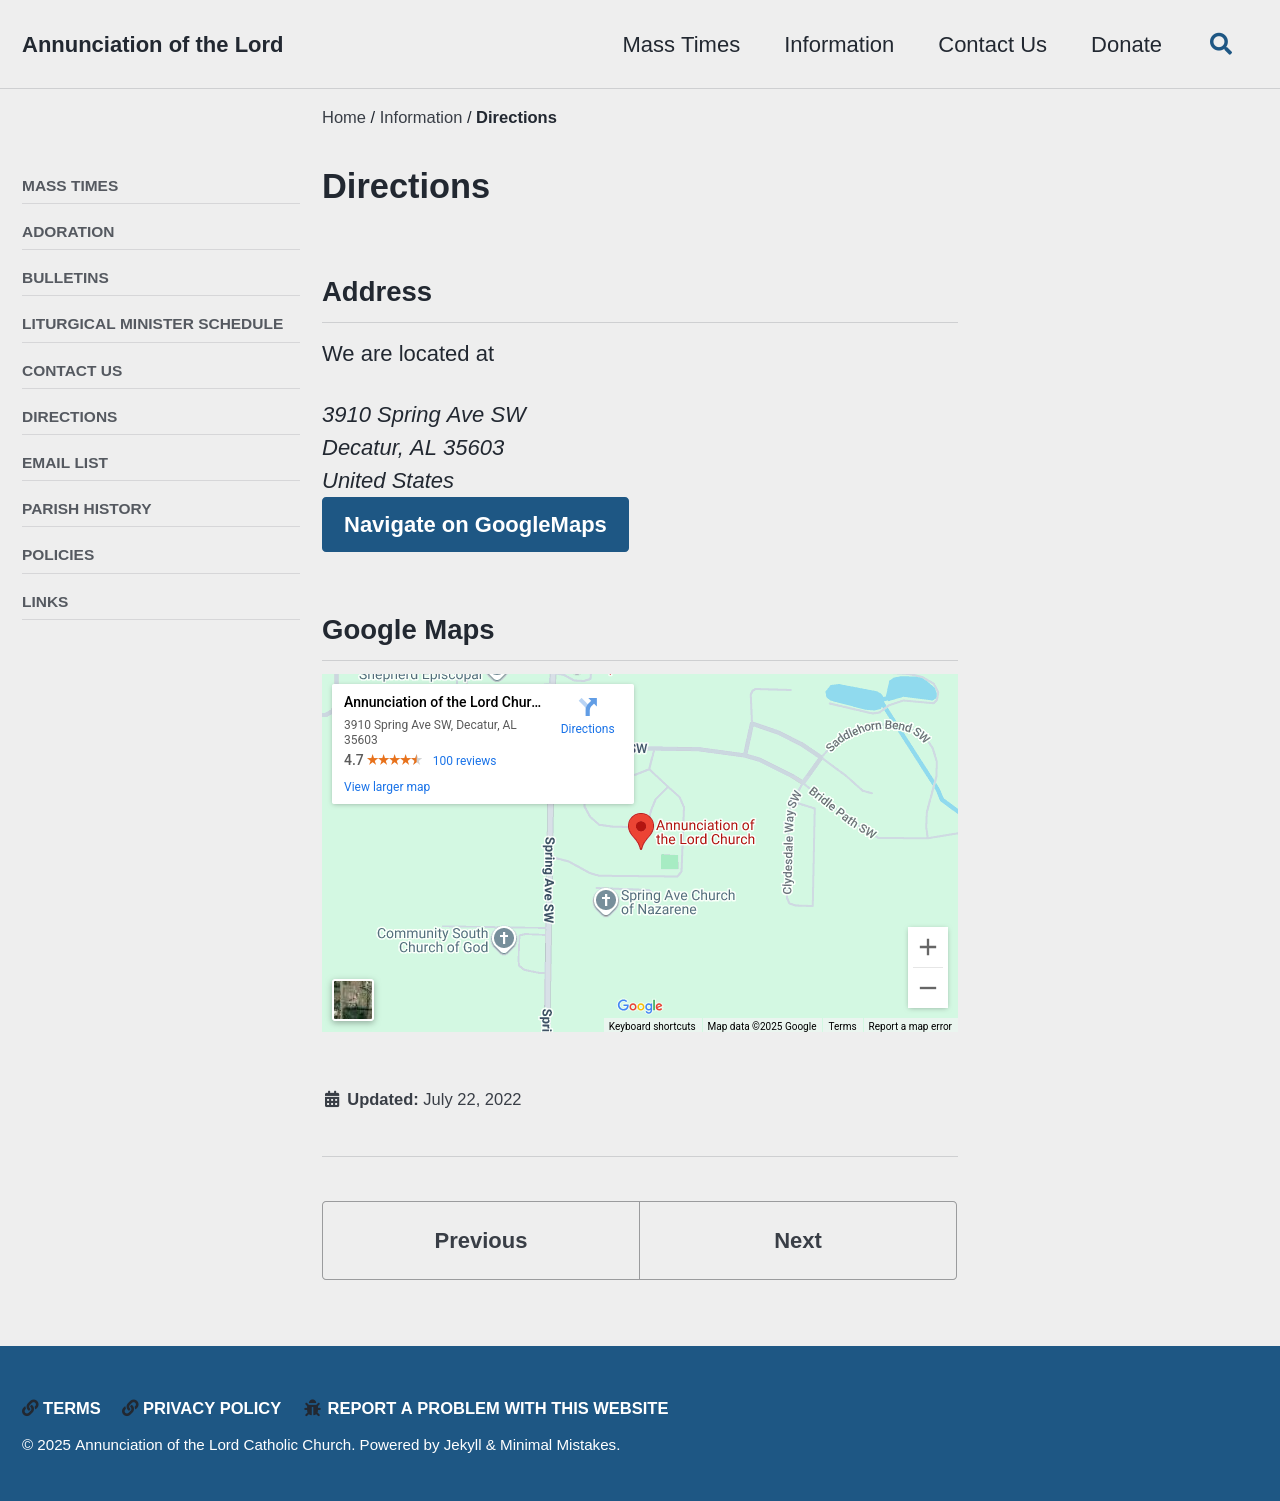 Annunciation of the Lord
Mass Times
Information
Contact Us
Donate
Home / Information / Directions
MASS TIMES
ADORATION
BULLETINS
LITURGICAL MINISTER SCHEDULE
CONTACT US
DIRECTIONS
EMAIL LIST
PARISH HISTORY
POLICIES
LINKS
Directions
Address
We are located at
3910 Spring Ave SW
Decatur, AL 35603
United States
Navigate on GoogleMaps
Google Maps
Shepherd Episcopal
Annunciation of the Lord Chur...
3910 Spring Ave SW, Decatur, AL
35603
4.7
100 reviews
View larger map
Directions
SW
Saddlehorn Bend SW
Bridle Path SW
Clydesdale Way SW
Annunciation of
the Lord Church
Spring Ave SW
Spring Ave Church
of Nazarene
Community South
Church of God
Spri
Google
Keyboard shortcuts
Map data ©2025 Google
Terms
Report a map error
Updated: July 22, 2022
Previous
Next
TERMS
PRIVACY POLICY
REPORT A PROBLEM WITH THIS WEBSITE
© 2025 Annunciation of the Lord Catholic Church. Powered by Jekyll & Minimal Mistakes.